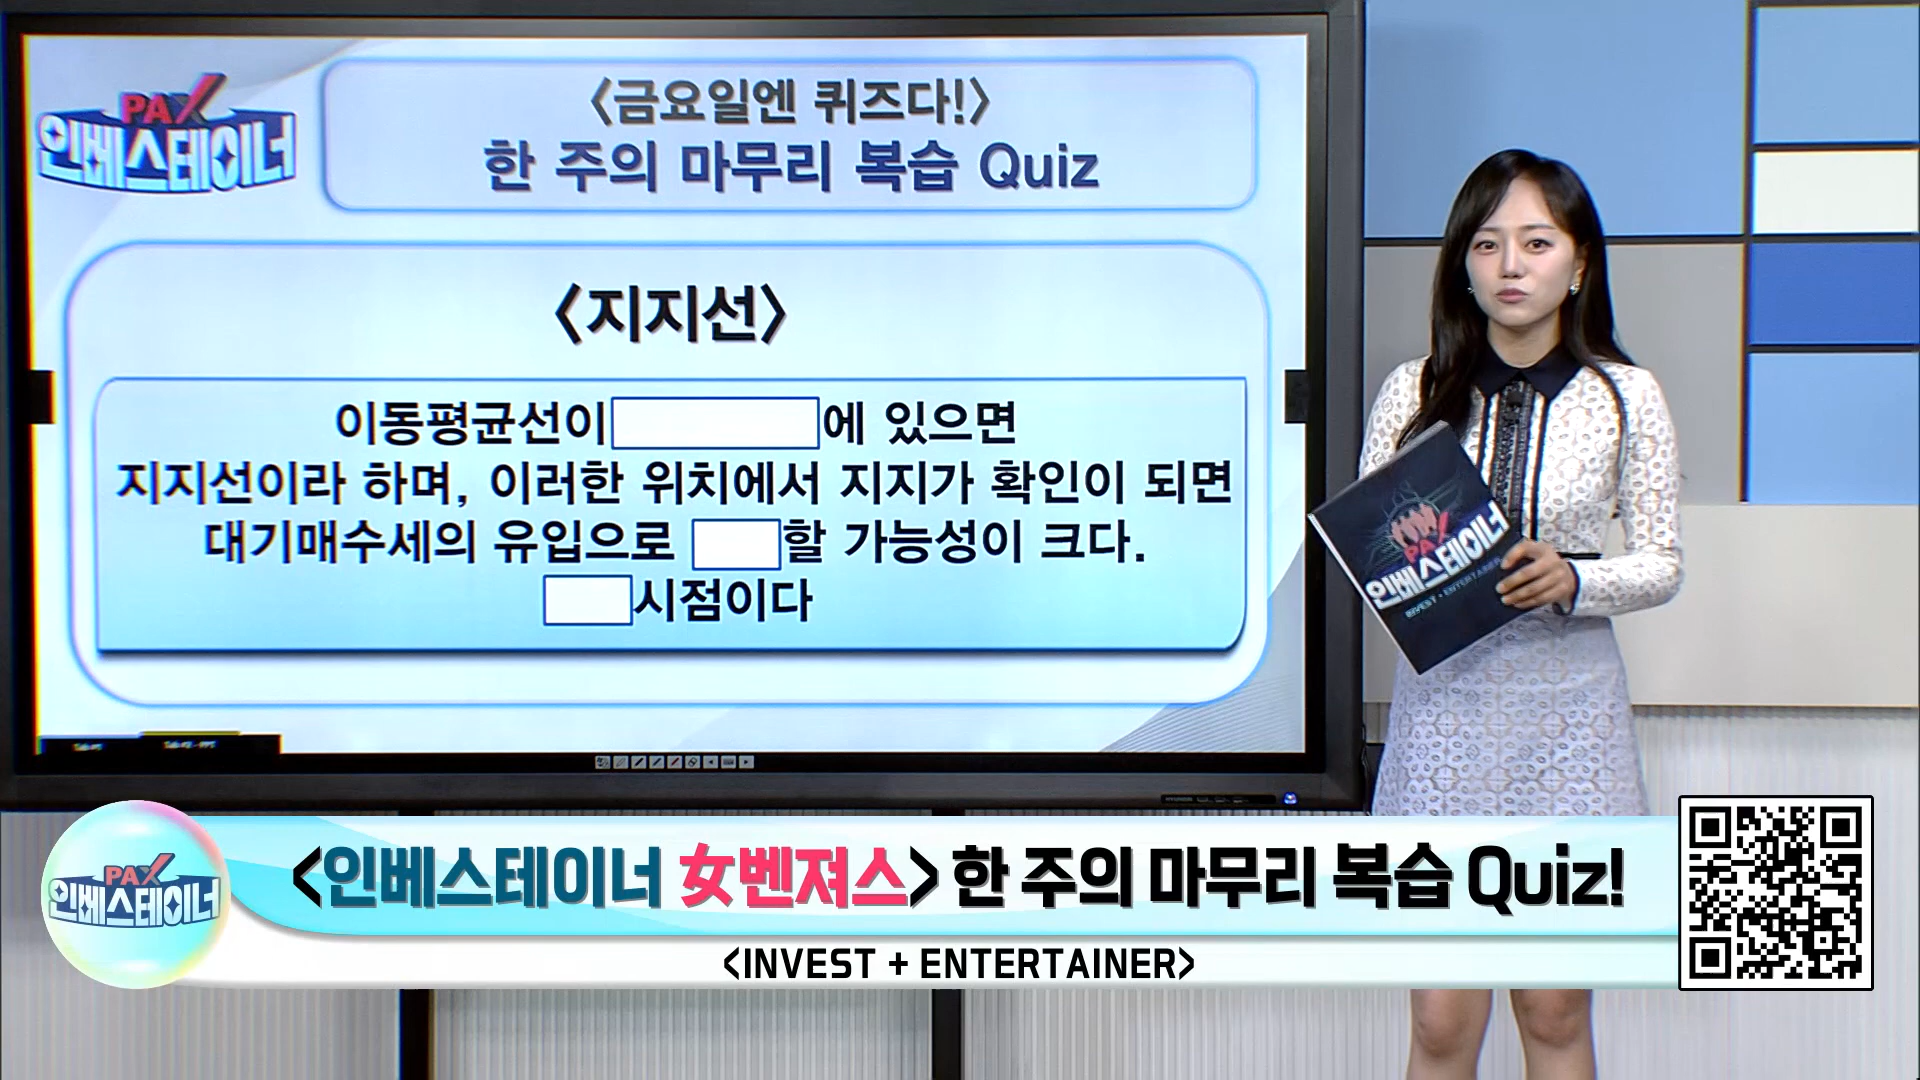 PAX
인베스테이너
<금요일엔 퀴즈다!>
한 주의 마무리 복습 Quiz
<지지선>
이동평균선이 에 있으면
지지선이라 하며, 이러한 위치에서 지지가 확인이 되면
대기매수세의 유입으로 할 가능성이 크다.
시점이다
PAX
인베스테이너
INVEST + ENTERTAINER
HYUNDAI
PAX
인베스테이너
<인베스테이너 女벤져스> 한 주의 마무리 복습 Quiz!
<INVEST + ENTERTAINER>